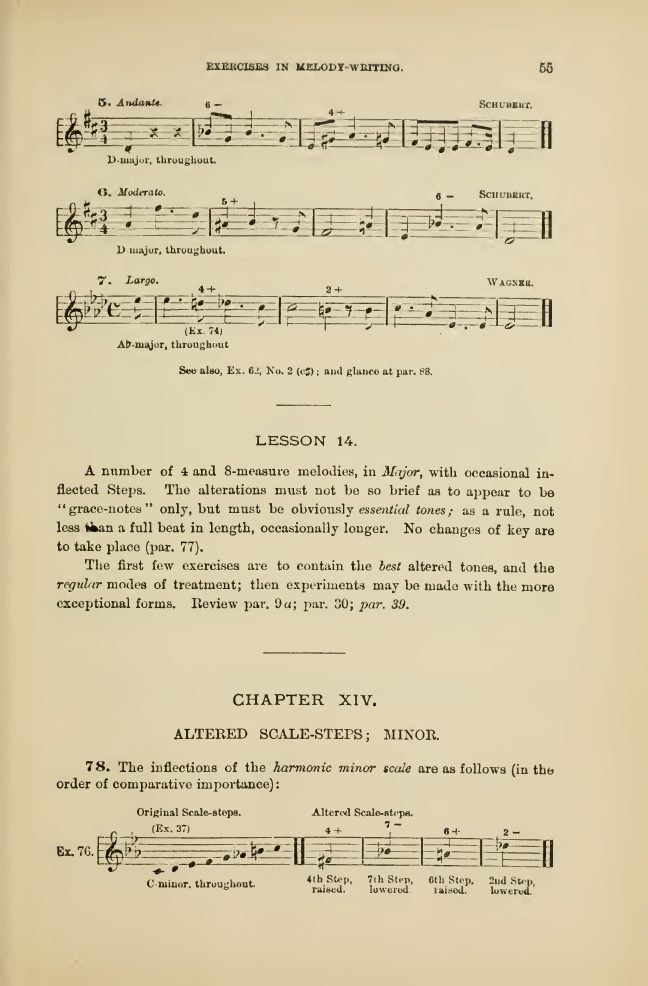 EXERCISES IN MELODY-WRITING. 55
5. Andante. 6 – 4 + SCHUBERT.
D-major, throughout.
6. Moderato. 5 + 6 – SCHUBERT.
D major, throughout.
7. Largo. 4 + 2 + WAGNER.
(Ex. 74)
A♭-major, throughout
See also, Ex. 62, No. 2 (c♯); and glance at par. 88.
LESSON 14.
A number of 4 and 8-measure melodies, in Major, with occasional in-
flected Steps. The alterations must not be so brief as to appear to be
"grace-notes" only, but must be obviously essential tones; as a rule, not
less than a full beat in length, occasionally longer. No changes of key are
to take place (par. 77).
The first few exercises are to contain the best altered tones, and the
regular modes of treatment; then experiments may be made with the more
exceptional forms. Review par. 9a; par. 30; par. 39.
CHAPTER XIV.
ALTERED SCALE-STEPS; MINOR.
78. The inflections of the harmonic minor scale are as follows (in the
order of comparative importance):
Original Scale-steps. Altered Scale-steps.
(Ex. 37) 4 + 7 – 6 + 2 –
Ex. 76.
C-minor, throughout. 4th Step, 7th Step, 6th Step, 2nd Step,
raised. lowered. raised. lowered.